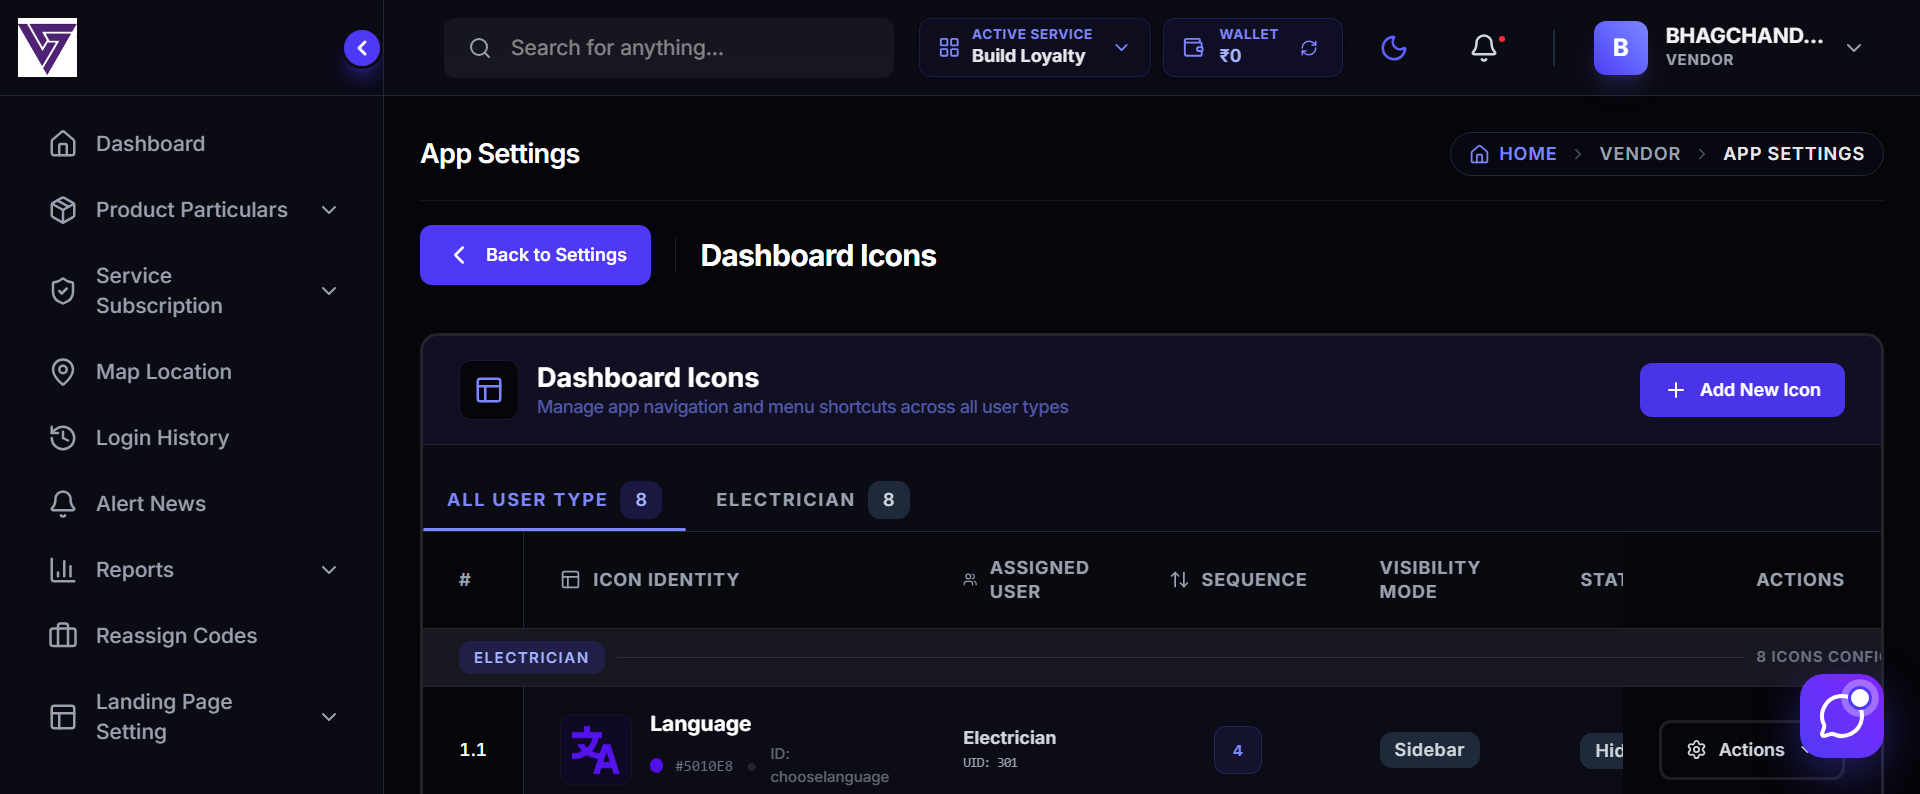 Search for anything...
ACTIVE SERVICE
Build Loyalty
WALLET
₹0
B
BHAGCHAND...
VENDOR
Dashboard
Product Particulars
Service
Subscription
Map Location
Login History
Alert News
Reports
Reassign Codes
Landing Page
Setting
App Settings
HOME
VENDOR
APP SETTINGS
Back to Settings
Dashboard Icons
Dashboard Icons
Manage app navigation and menu shortcuts across all user types
Add New Icon
ALL USER TYPE 8
ELECTRICIAN 8
#
ICON IDENTITY
ASSIGNED
USER
SEQUENCE
VISIBILITY
MODE
STAT
ACTIONS
ELECTRICIAN
8 ICONS CONFI
1.1
Language
#5010E8
ID:
chooselanguage
Electrician
UID: 301
4
Sidebar
Hid
Actions